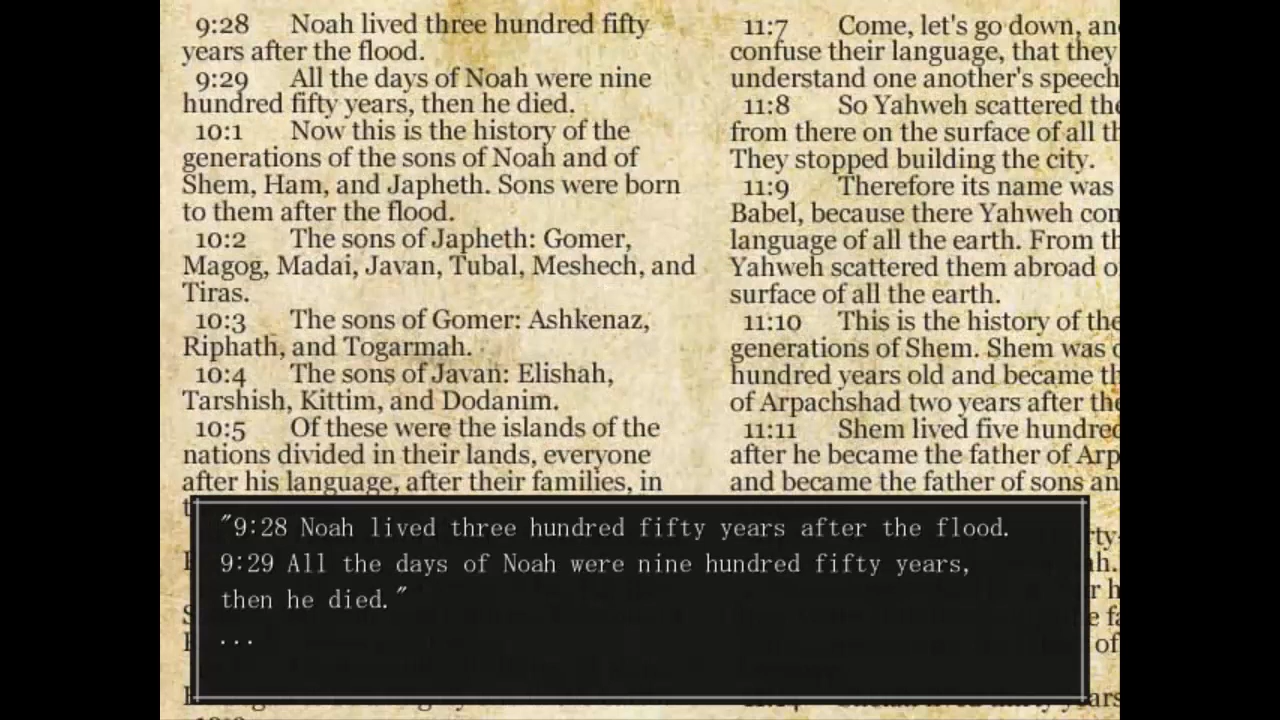 9:28 Noah lived three hundred fifty
years after the flood.
9:29 All the days of Noah were nine
hundred fifty years, then he died.
10:1 Now this is the history of the
generations of the sons of Noah and of
Shem, Ham, and Japheth. Sons were born
to them after the flood.
10:2 The sons of Japheth: Gomer,
Magog, Madai, Javan, Tubal, Meshech, and
Tiras.
10:3 The sons of Gomer: Ashkenaz,
Riphath, and Togarmah.
10:4 The sons of Javan: Elishah,
Tarshish, Kittim, and Dodanim.
10:5 Of these were the islands of the
nations divided in their lands, everyone
after his language, after their families, in
11:7 Come, let's go down,
confuse their language, that they
understand one another's speech
11:8 So Yahweh scattered
from there on the surface of all
They stopped building the city.
11:9 Therefore its name was
Babel, because there Yahweh
language of all the earth. From
Yahweh scattered them abroad
surface of all the earth.
11:10 This is the history of the
generations of Shem. Shem was
hundred years old and became
of Arpachshad two years after
11:11 Shem lived five
after he became the father of
and became the father of sons
"9:28 Noah lived three hundred fifty years after the flood.
9:29 All the days of Noah were nine hundred fifty years,
then he died."
...